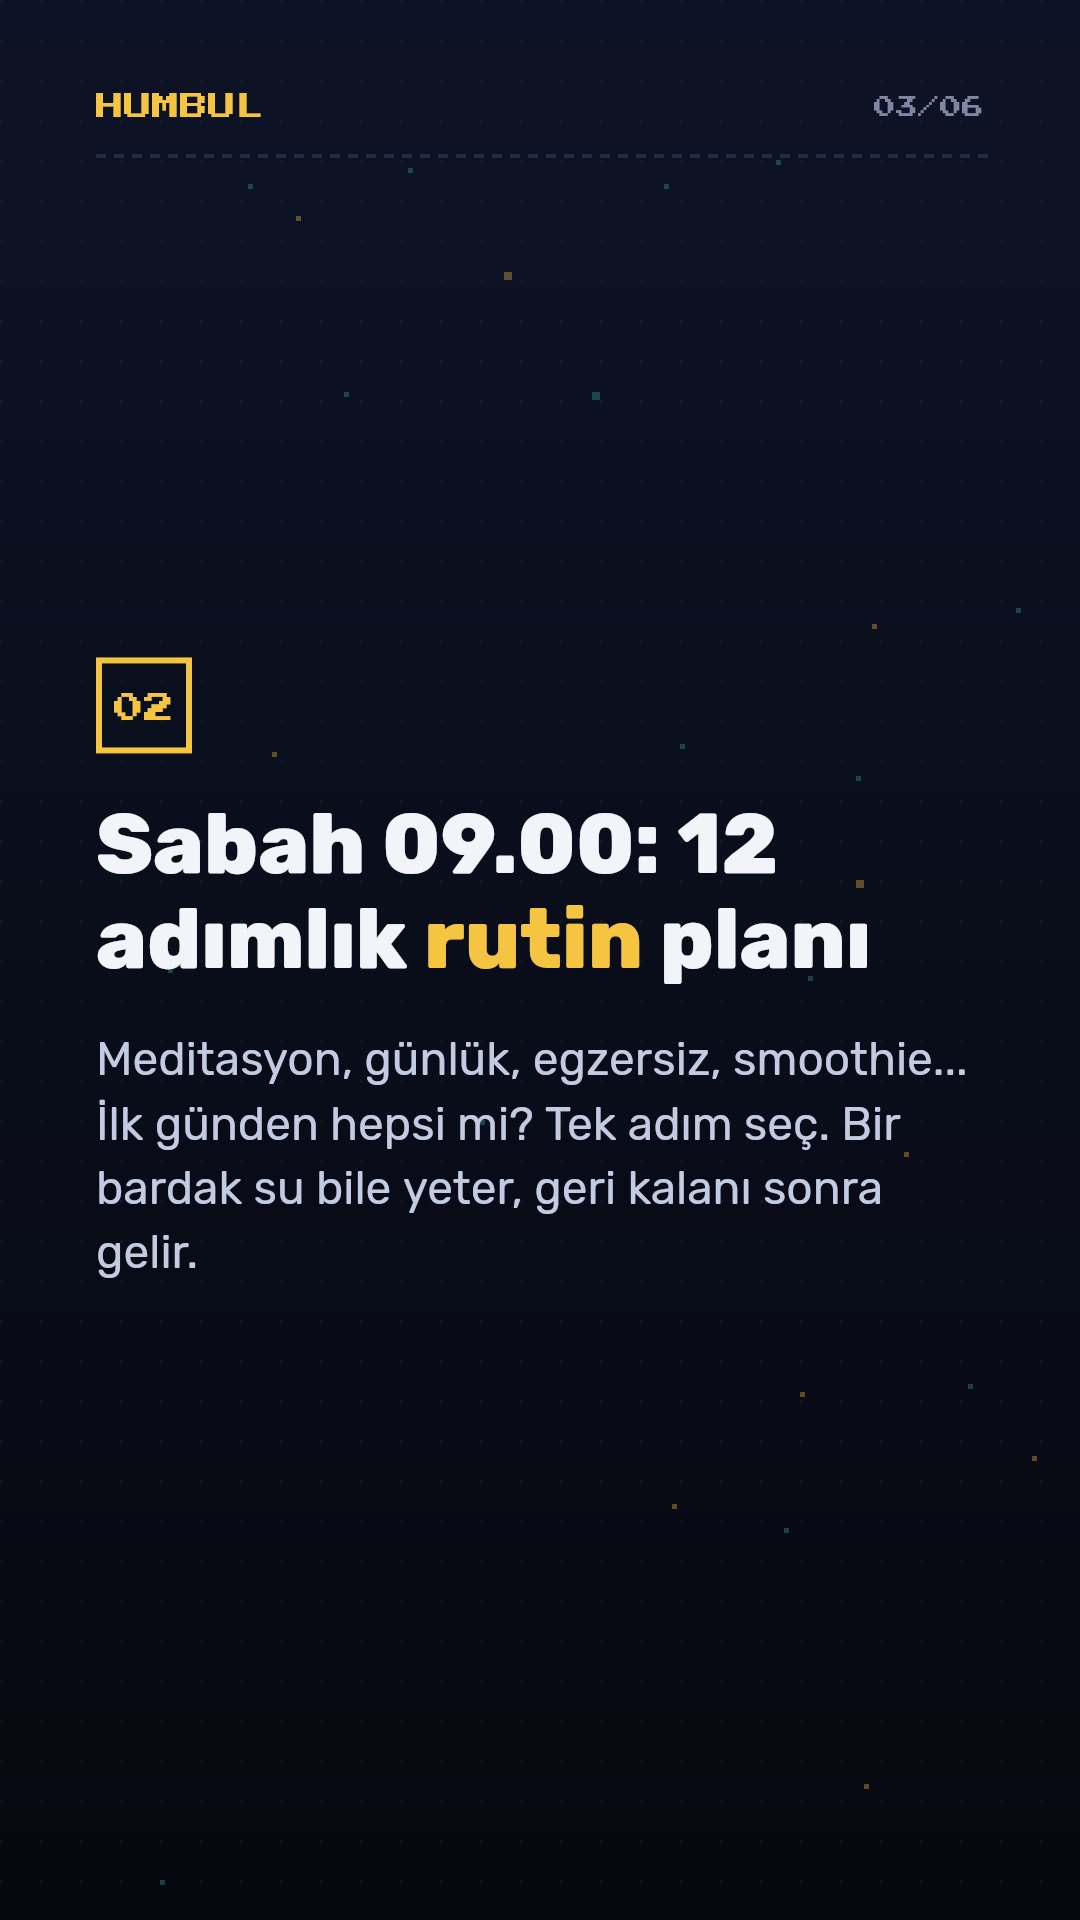 HUMBUL
03/06
02
Sabah 09.00: 12
adımlık rutin planı
Meditasyon, günlük, egzersiz, smoothie...
İlk günden hepsi mi? Tek adım seç. Bir
bardak su bile yeter, geri kalanı sonra
gelir.